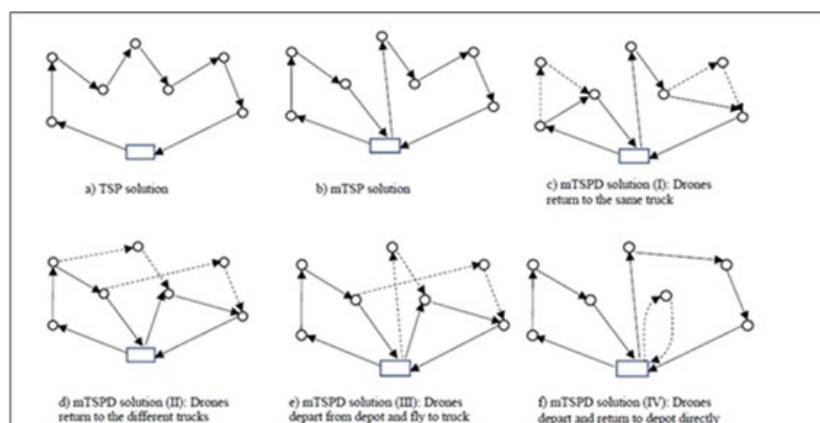 a) TSP solution
b) mTSP solution
c) mTSPD solution (I): Drones
return to the same truck
d) mTSPD solution (II): Drones
return to the different trucks
e) mTSPD solution (III): Drones
depart from depot and fly to truck
f) mTSPD solution (IV): Drones
depart and return to depot directly